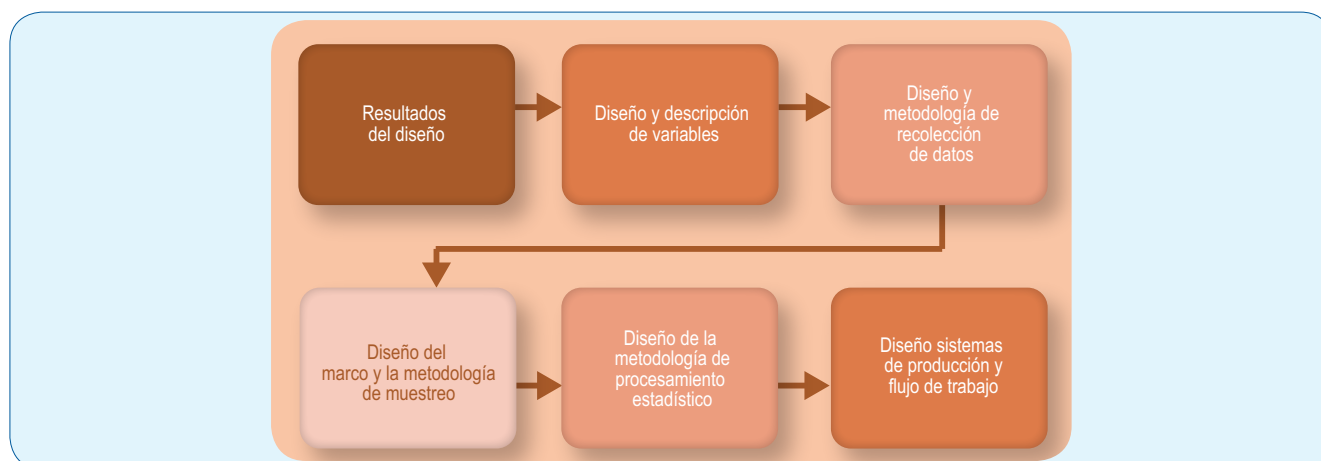 Resultados
del diseño
Diseño y descripción
de variables
Diseño y
metodología de
recolección
de datos
Diseño del
marco y la metodología
de muestreo
Diseño de la
metodología de
procesamiento
estadístico
Diseño sistemas
de producción y
flujo de trabajo